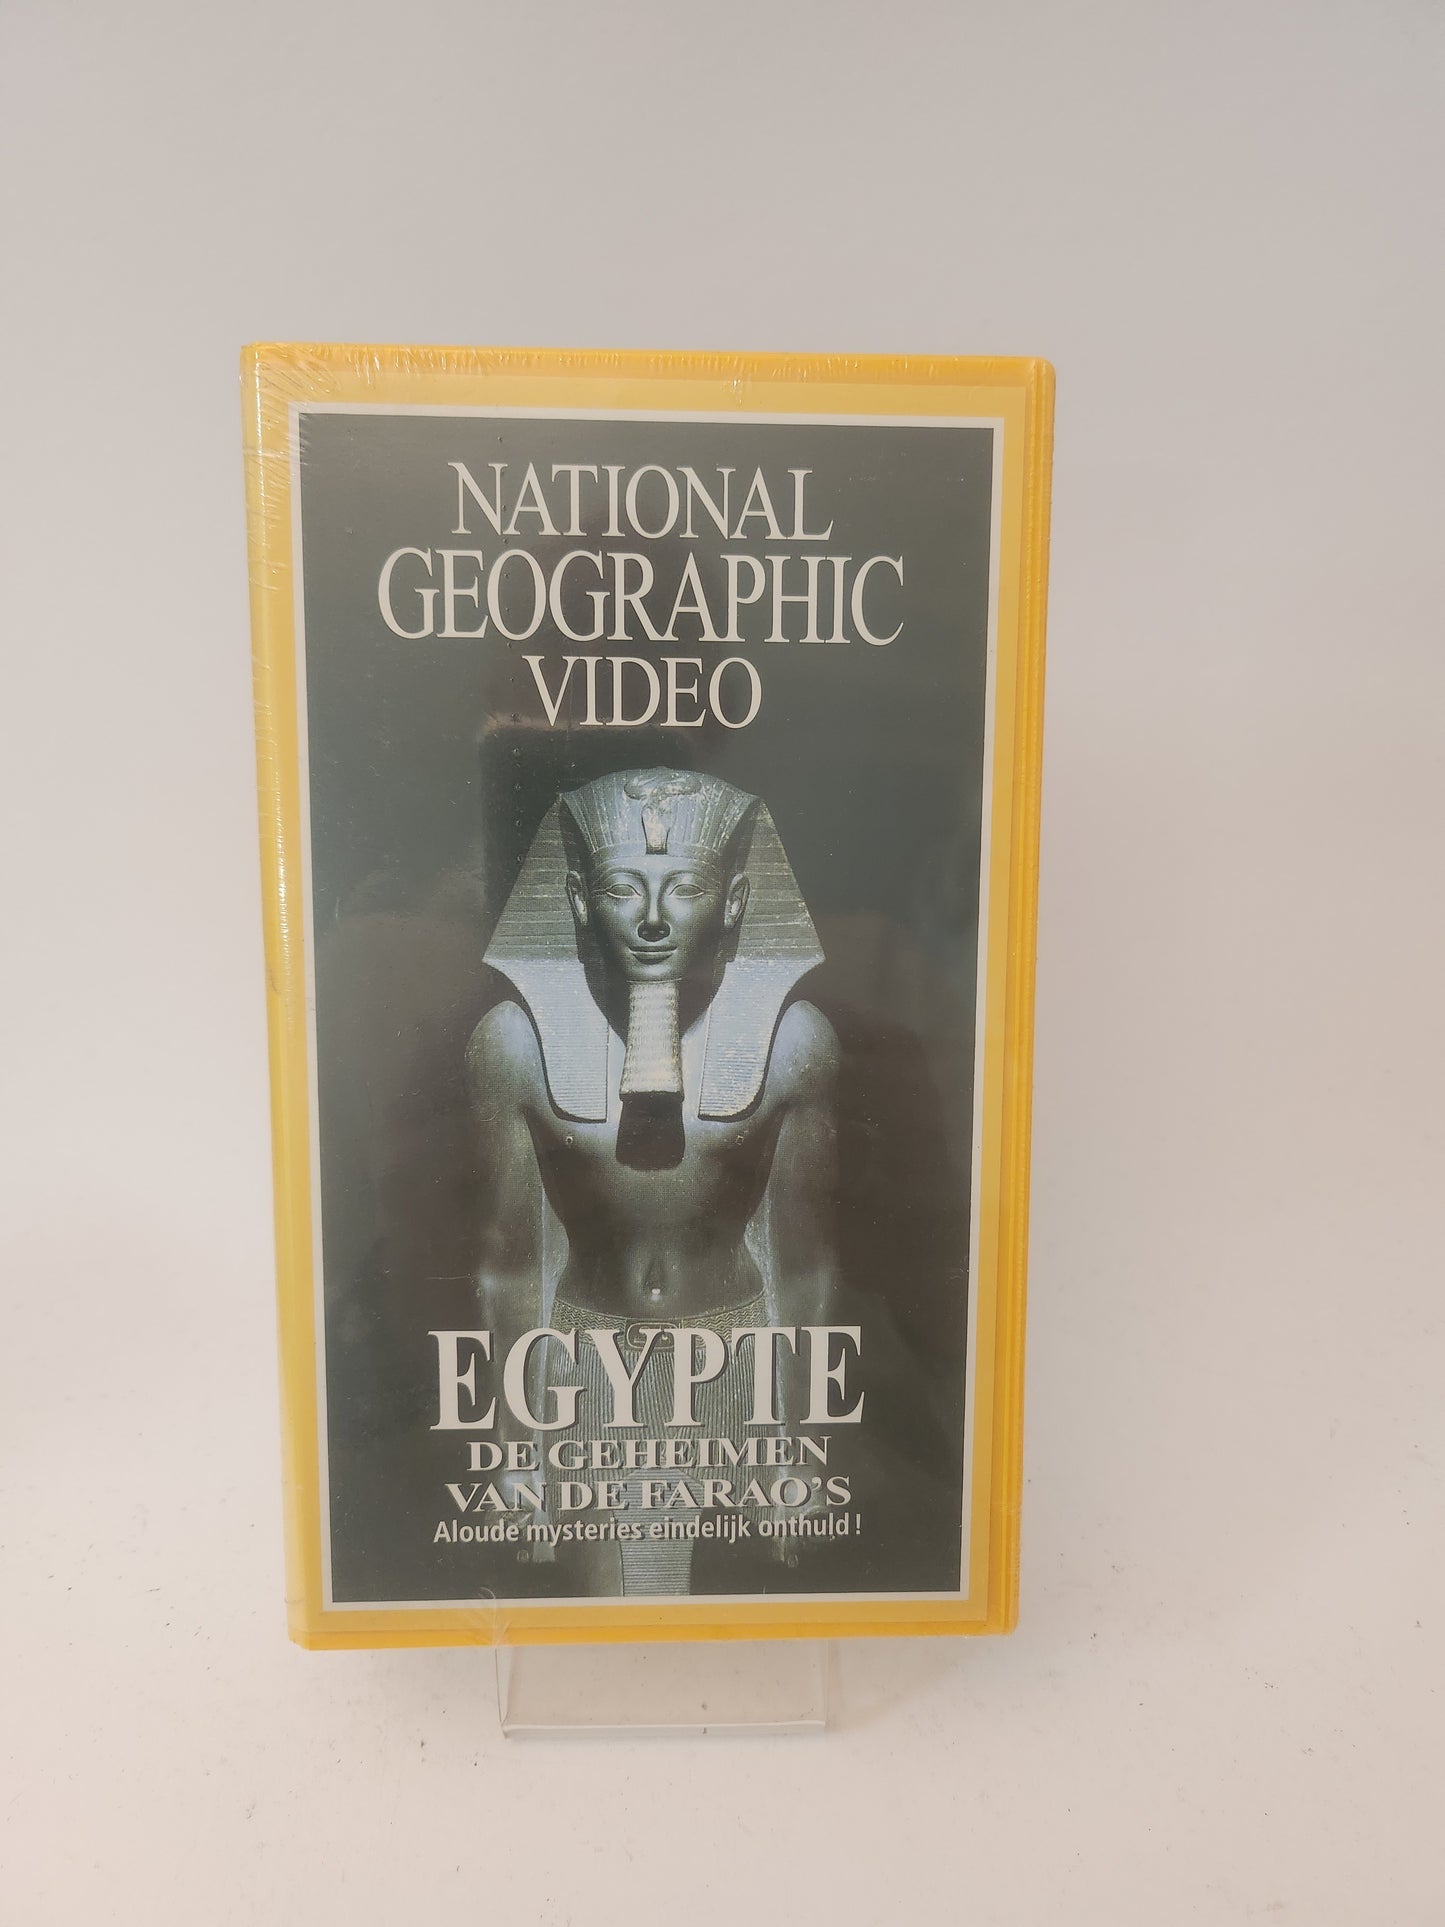 NATIONAL
GEOGRAPHIC
VIDEO
EGYPTE
DE GEHEIMEN
VAN DE FARAO'S
Aloude mysteries eindelijk onthuld!